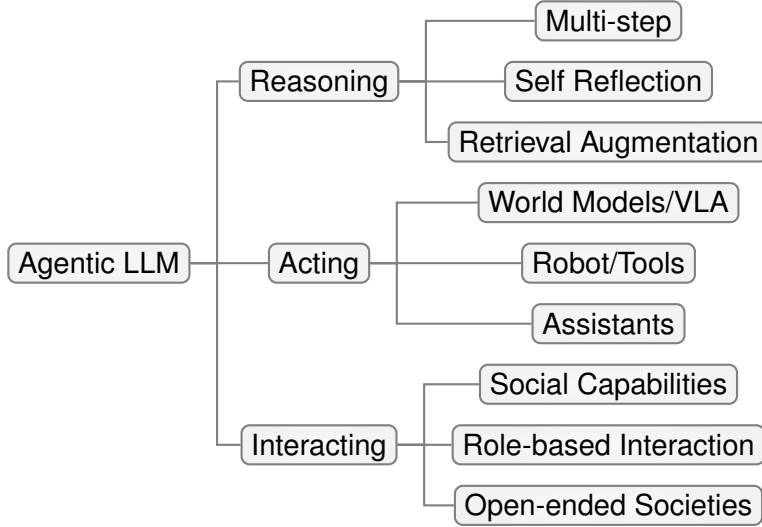 Agentic LLM
Reasoning
Multi-step
Self Reflection
Retrieval Augmentation
Acting
World Models/VLA
Robot/Tools
Assistants
Interacting
Social Capabilities
Role-based Interaction
Open-ended Societies